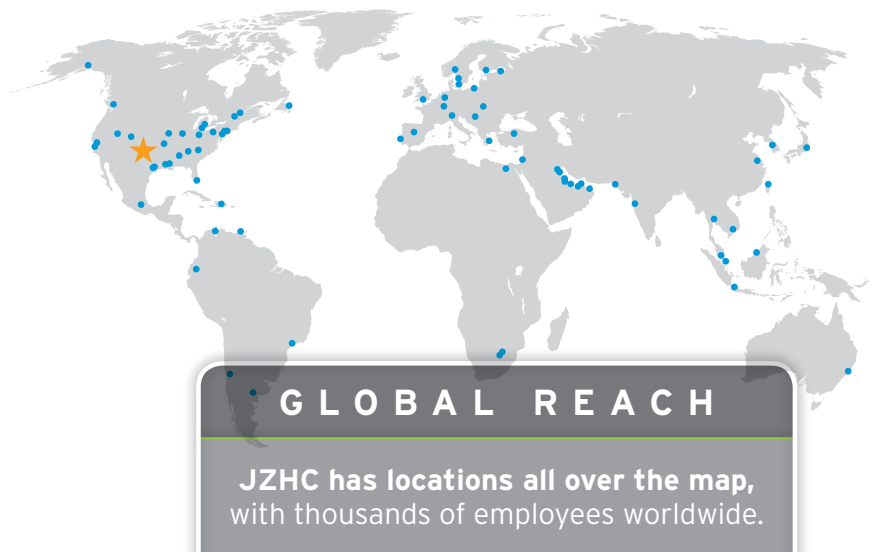 GLOBAL REACH
JZHC has locations all over the map,
with thousands of employees worldwide.